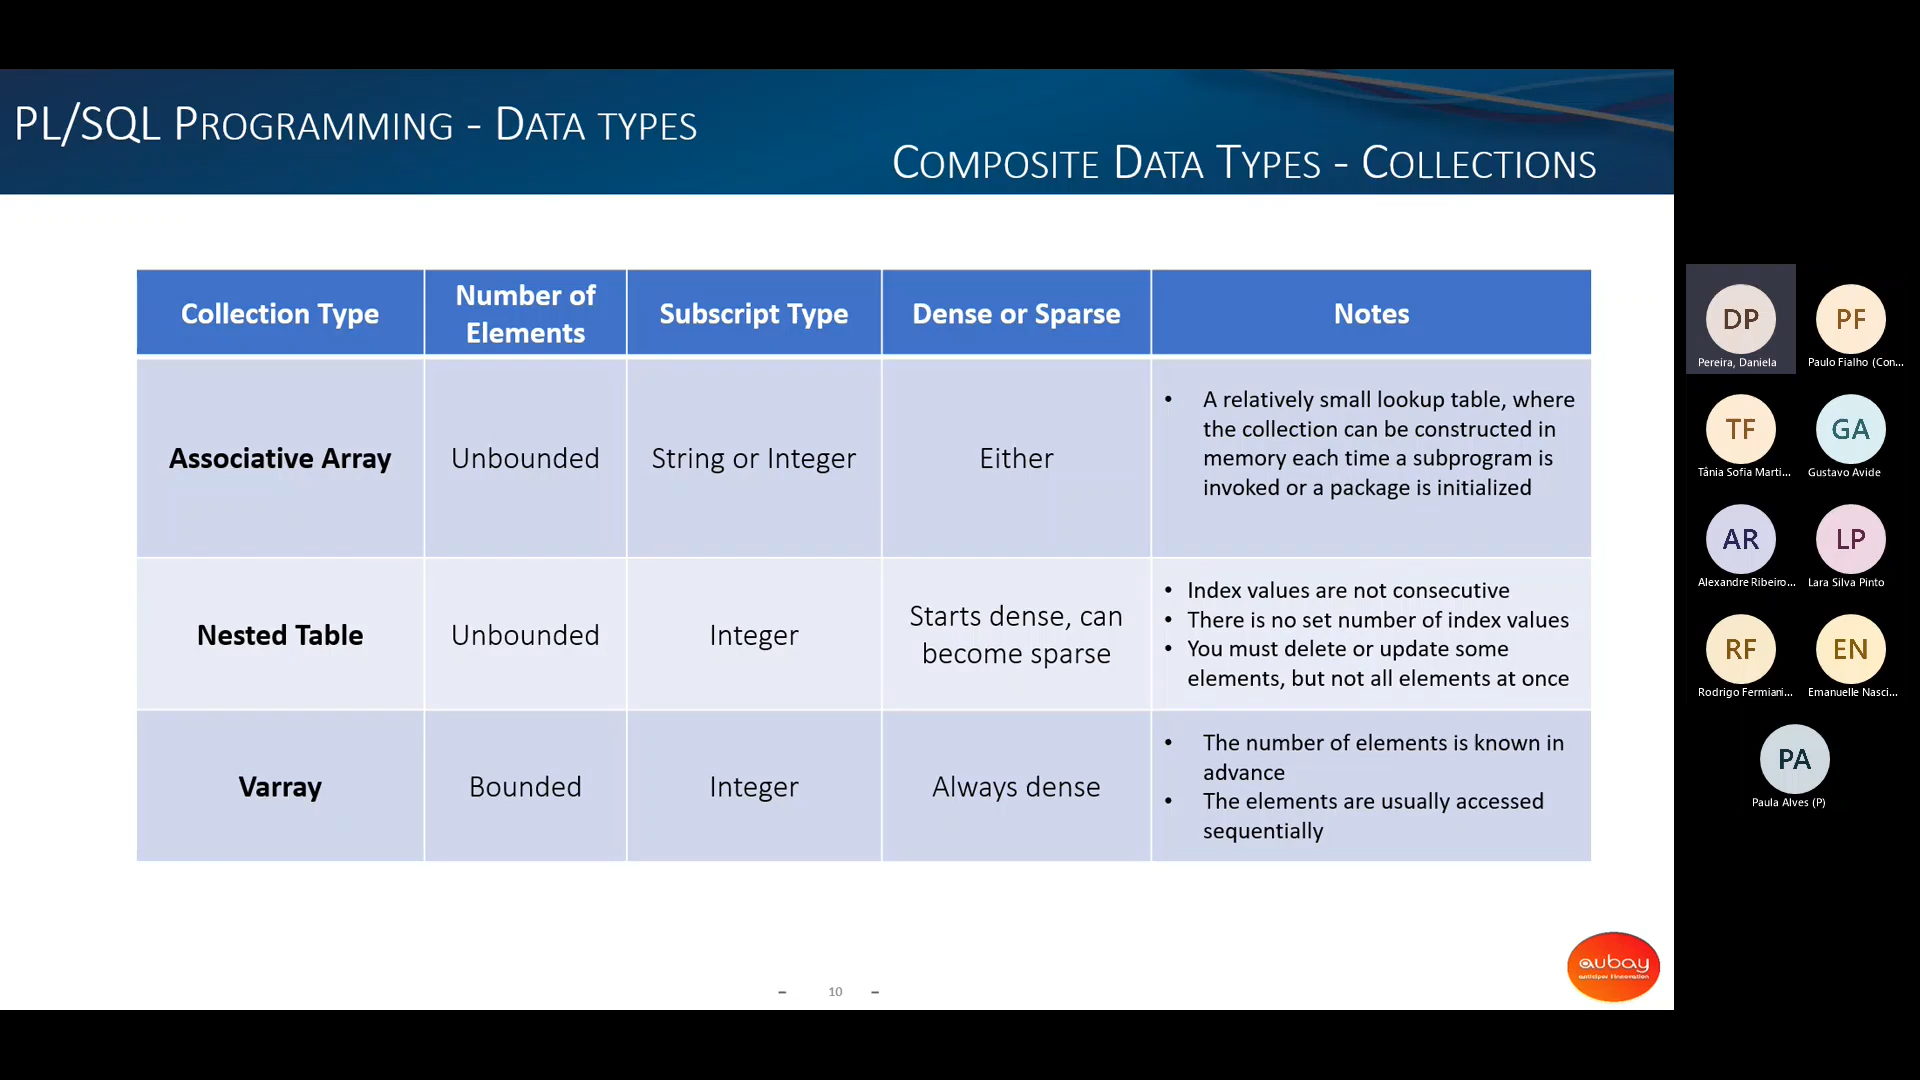 PL/SQL PROGRAMMING - DATA TYPES
COMPOSITE DATA TYPES - COLLECTIONS
Collection Type
Number of
Elements
Subscript Type
Dense or Sparse
Notes
Associative Array
Unbounded
String or Integer
Either
• A relatively small lookup table, where
the collection can be constructed in
memory each time a subprogram is
invoked or a package is initialized
Nested Table
Unbounded
Integer
Starts dense, can
become sparse
• Index values are not consecutive
• There is no set number of index values
• You must delete or update some
elements, but not all elements at once
Varray
Bounded
Integer
Always dense
• The number of elements is known in
advance
• The elements are usually accessed
sequentially
– 10 –
aubay
anticiper l'innovation
DP
Pereira, Daniela
PF
Paulo Fialho (Con...
TF
Tânia Sofia Marti...
GA
Gustavo Avide
AR
Alexandre Ribeiro...
LP
Lara Silva Pinto
RF
Rodrigo Fermiani...
EN
Emanuelle Nasci...
PA
Paula Alves (P)